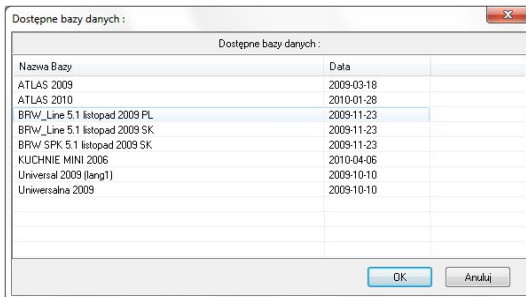 Dostępne bazy danych :
Dostępne bazy danych :
Nazwa Bazy Data
ATLAS 2009 2009-03-18
ATLAS 2010 2010-01-28
BRW_Line 5.1 listopad 2009 PL 2009-11-23
BRW_Line 5.1 listopad 2009 SK 2009-11-23
BRW SPK 5.1 listopad 2009 SK 2009-11-23
KUCHNIE MINI 2006 2010-04-06
Universal 2009 (lang1) 2009-10-10
Uniwersalna 2009 2009-10-10
OK Anuluj